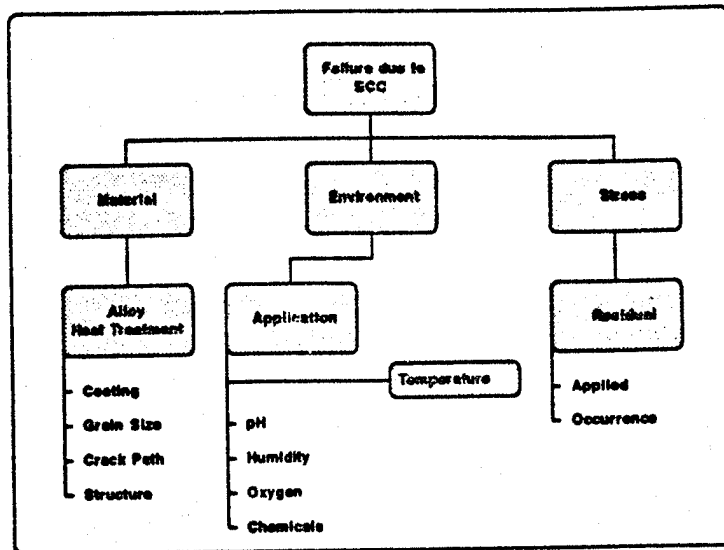 Failure due to
SCC
Material
Environment
Stress
Alloy
Heat Treatment
Application
Residual
Temperature
Coating
Grain Size
Crack Path
Structure
pH
Humidity
Oxygen
Chemicals
Applied
Occurrence